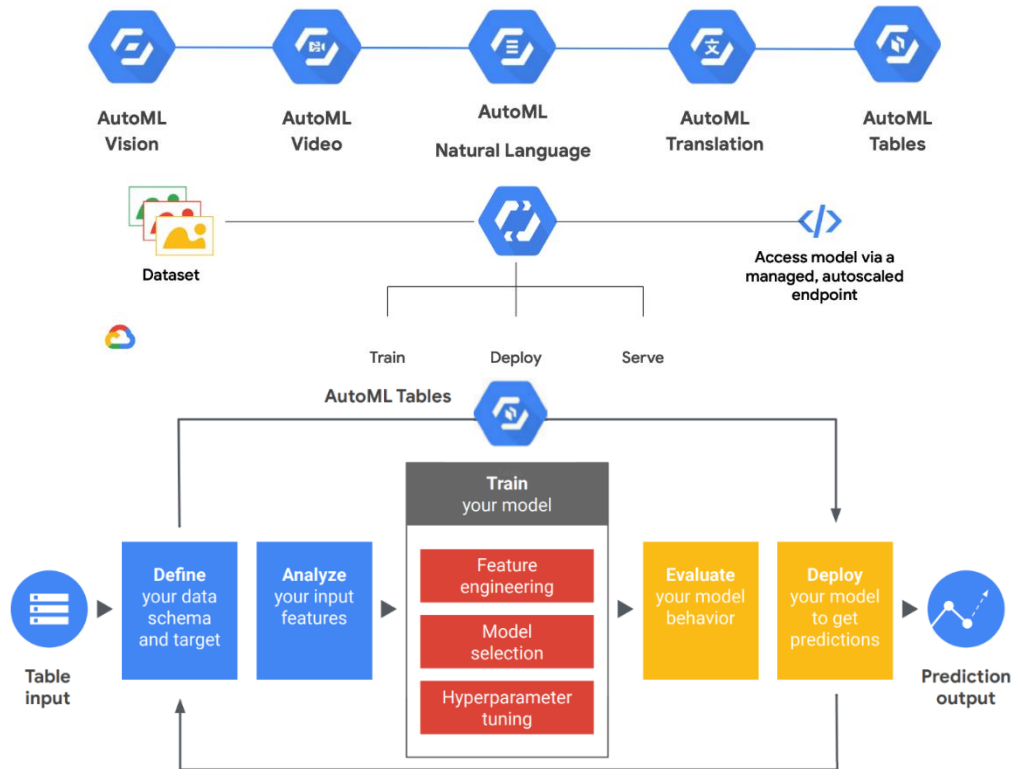 AutoML
Vision
AutoML
Video
AutoML
Natural Language
AutoML
Translation
AutoML
Tables
文
Dataset
</>
Access model via a
managed, autoscaled
endpoint
Train
Deploy
Serve
AutoML Tables
Table
input
Define
your data
schema
and target
Analyze
your input
features
Train
your model
Feature
engineering
Model
selection
Hyperparameter
tuning
Evaluate
your model
behavior
Deploy
your model
to get
predictions
Prediction
output